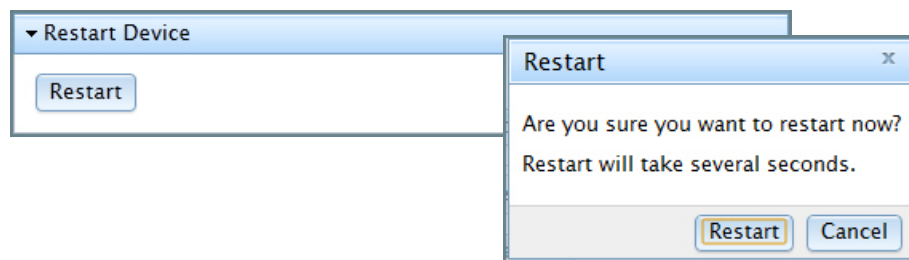 Restart Device
Restart
Restart
x
Are you sure you want to restart now?
Restart will take several seconds.
Restart
Cancel